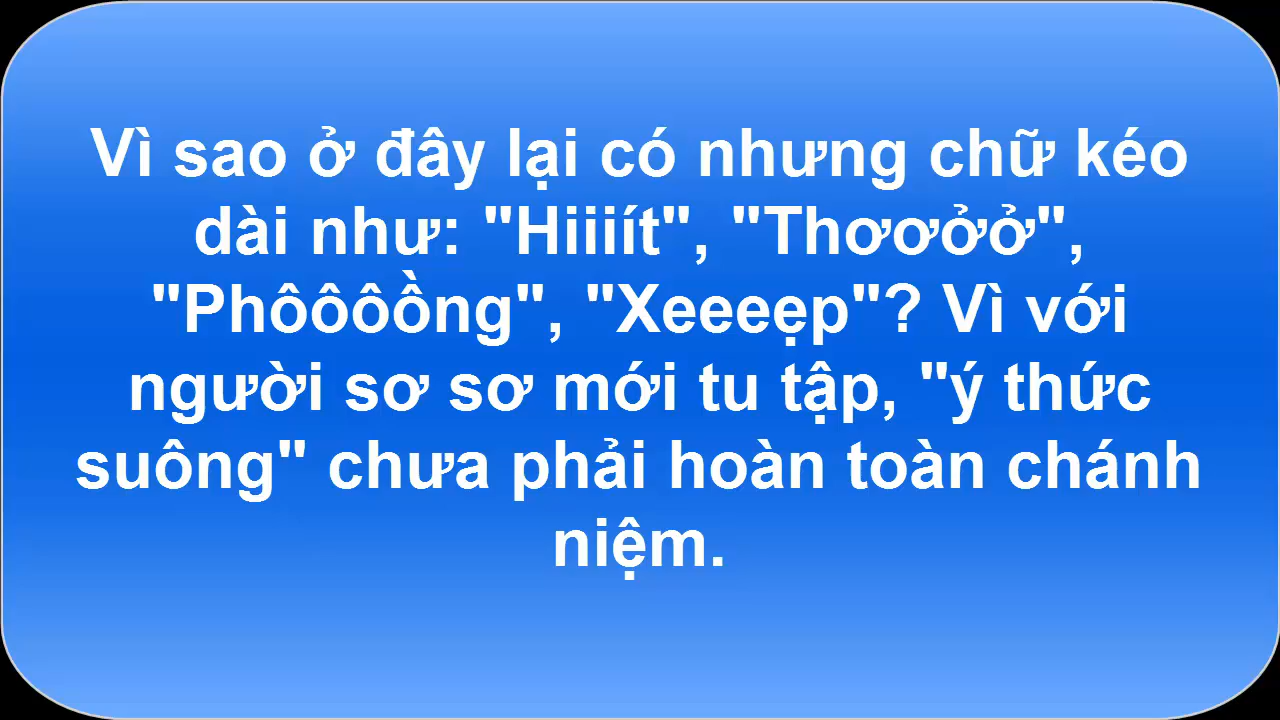 Vì sao ở đây lại có nhưng chữ kéo
dài như: "Hiiiít", "Thơơởở",
"Phôôôồng", "Xeeeẹp"? Vì với
người sơ sơ mới tu tập, "ý thức
suông" chưa phải hoàn toàn chánh
niệm.